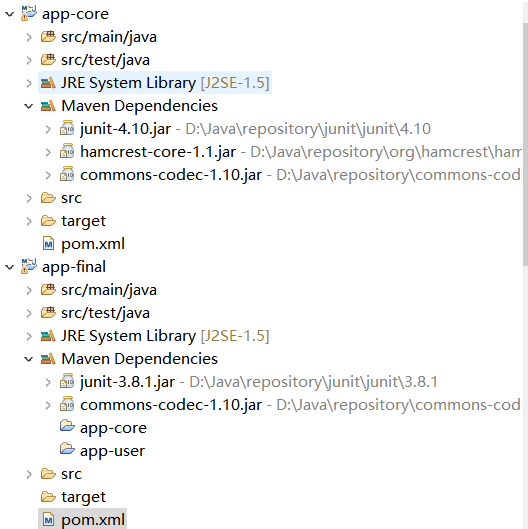 app-core
src/main/java
src/test/java
JRE System Library [J2SE-1.5]
Maven Dependencies
junit-4.10.jar - D:\Java\repository\junit\junit\4.10
hamcrest-core-1.1.jar - D:\Java\repository\org\hamcrest\ham
commons-codec-1.10.jar - D:\Java\repository\commons-cod
src
target
pom.xml
app-final
src/main/java
src/test/java
JRE System Library [J2SE-1.5]
Maven Dependencies
junit-3.8.1.jar - D:\Java\repository\junit\junit\3.8.1
commons-codec-1.10.jar - D:\Java\repository\commons-cod
app-core
app-user
src
target
pom.xml